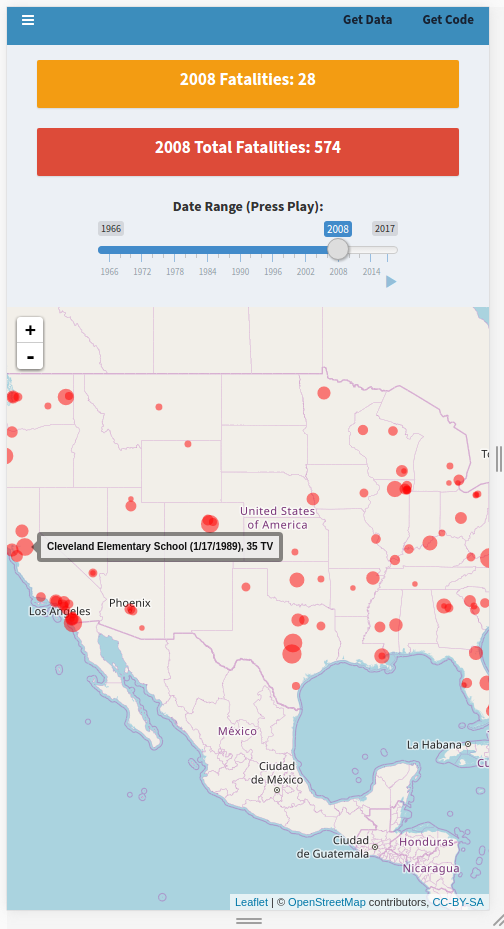 Get Data Get Code
2008 Fatalities: 28
2008 Total Fatalities: 574
Date Range (Press Play):
1966 2008 2017
1966 1972 1978 1984 1990 1996 2002 2008 2014
+
-
United States
of America
Cleveland Elementary School (1/17/1989), 35 TV
Phoenix
Los Angeles
México
La Habana
Ciudad
de México
Ciudad
de Guatemala
Honduras
Nicaragua
Leaflet | © OpenStreetMap contributors, CC-BY-SA